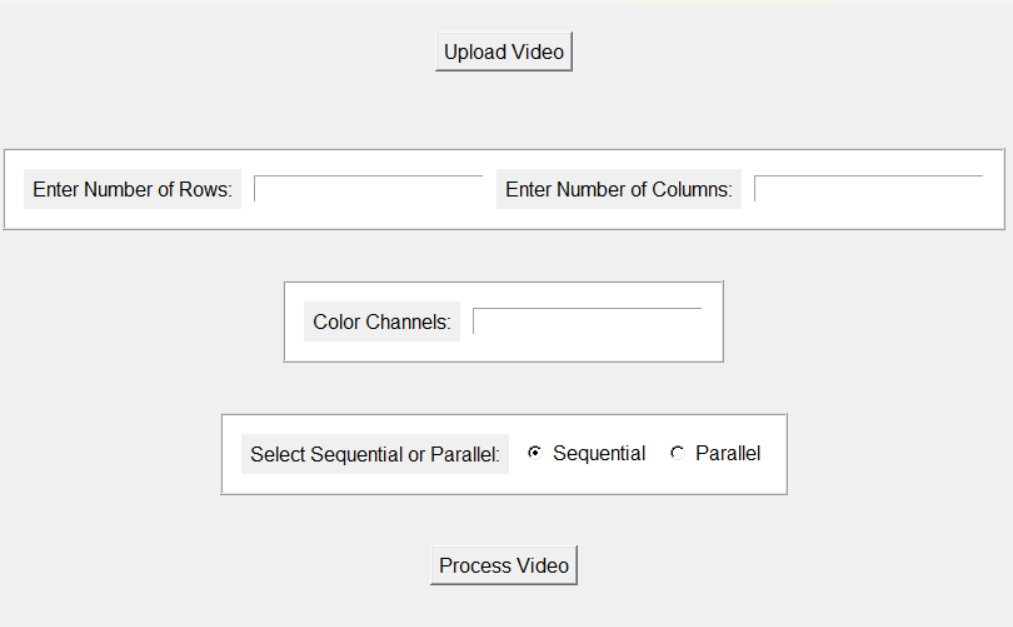 Upload Video
Enter Number of Rows: Enter Number of Columns:
Color Channels:
Select Sequential or Parallel: Sequential Parallel
Process Video